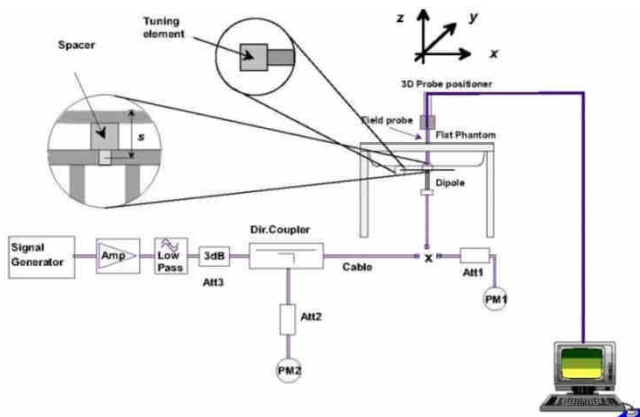 Tuning
element
Spacer
s
z
y
x
3D Probe positioner
Field probe
Flat Phantom
Dipole
Signal
Generator
Amp
Low
Pass
3dB
Att3
Dir.Coupler
Cable
x
Att1
PM1
Att2
PM2